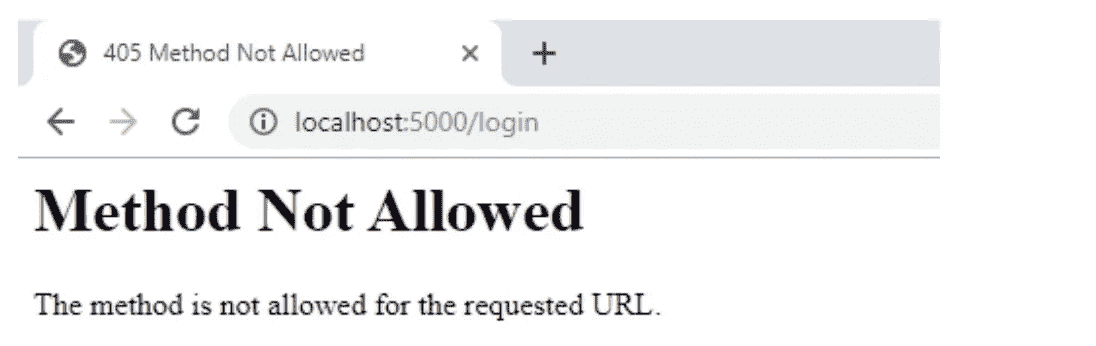 405 Method Not Allowed
localhost:5000/login
Method Not Allowed
The method is not allowed for the requested URL.